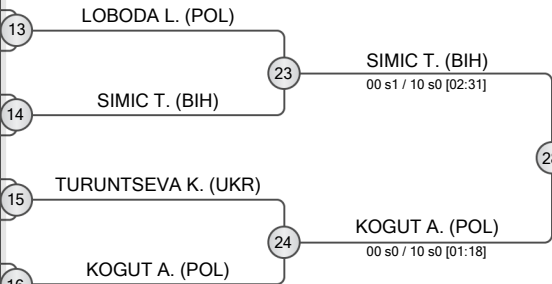 LOBODA L. (POL)
13
23
SIMIC T. (BIH)
00 s1 / 10 s0 [02:31]
SIMIC T. (BIH)
14
TURUNTSEVA K. (UKR)
15
24
KOGUT A. (POL)
00 s0 / 10 s0 [01:18]
KOGUT A. (POL)
16